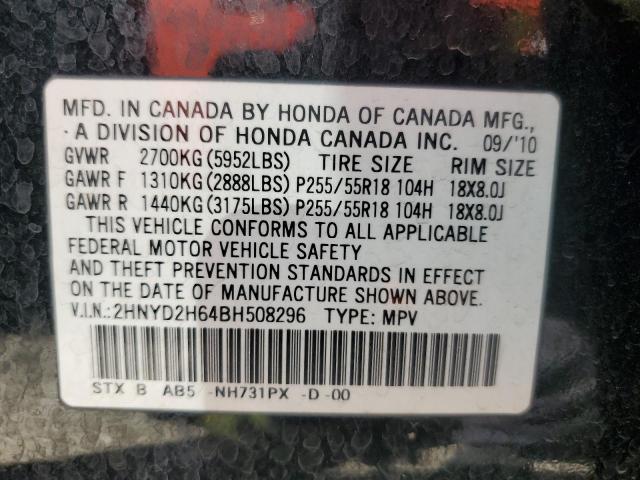 MFD. IN CANADA BY HONDA OF CANADA MFG.,
A DIVISION OF HONDA CANADA INC. 09/'10
GVWR 2700KG(5952LBS) TIRE SIZE RIM SIZE
GAWR F 1310KG(2888LBS) P255/55R18 104H 18X8.0J
GAWR R 1440KG(3175LBS) P255/55R18 104H 18X8.0J
THIS VEHICLE CONFORMS TO ALL APPLICABLE
FEDERAL MOTOR VEHICLE SAFETY
AND THEFT PREVENTION STANDARDS IN EFFECT
ON THE DATE OF MANUFACTURE SHOWN ABOVE.
V.I.N.:2HNYD2H64BH508296 TYPE: MPV
STX B AB5 -NH731PX -D -00